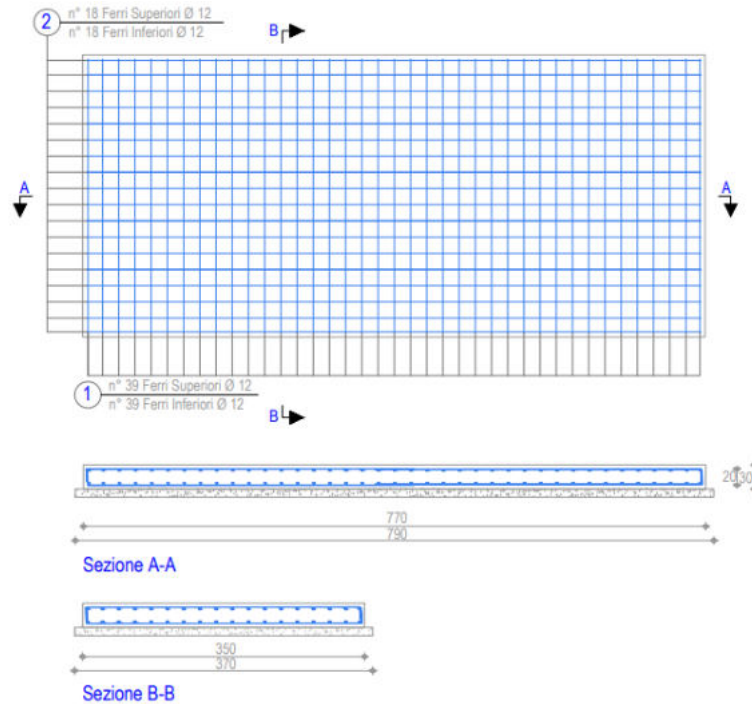 2
n° 18 Ferri Superiori Ø 12
n° 18 Ferri Inferiori Ø 12
B
A
A
1
n° 39 Ferri Superiori Ø 12
n° 39 Ferri Inferiori Ø 12
B
20
30
770
790
Sezione A-A
350
370
Sezione B-B